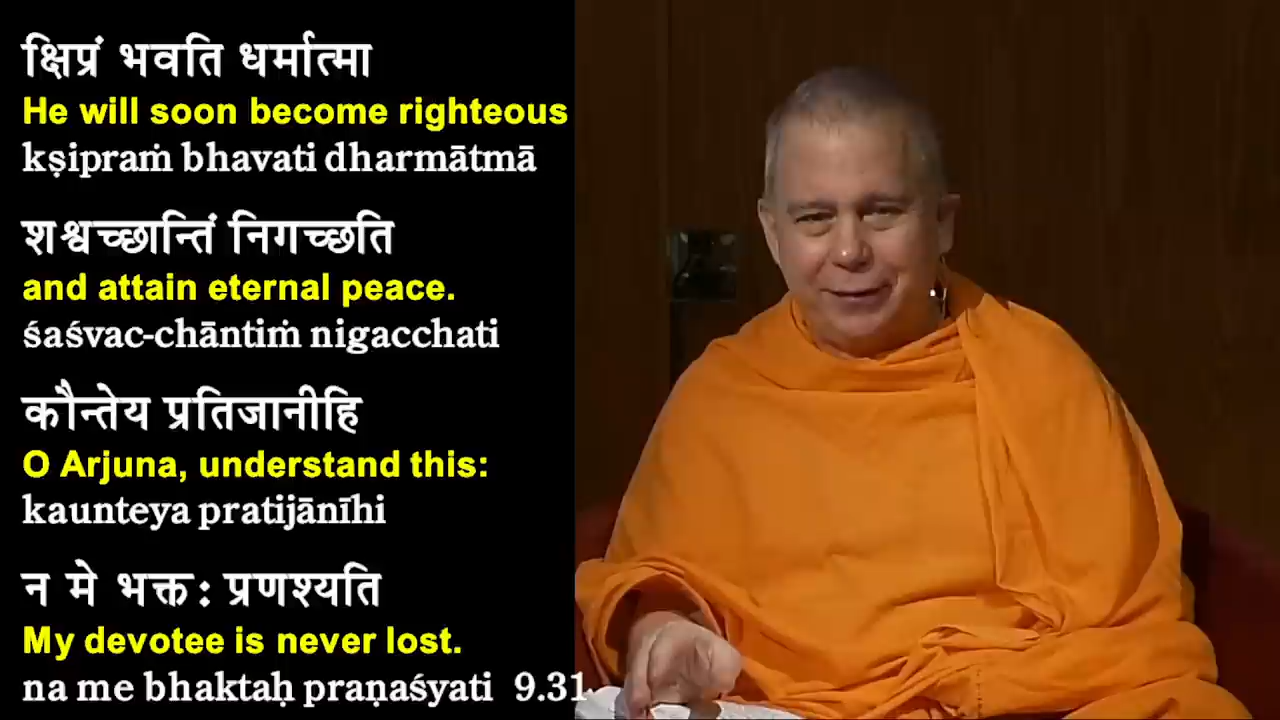 क्षिप्रं भवति धर्मात्मा
He will soon become righteous
kṣipraṁ bhavati dharmātmā
शश्वच्छान्तिं निगच्छति
and attain eternal peace.
śaśvac-chāntiṁ nigacchati
कौन्तेय प्रतिजानीहि
O Arjuna, understand this:
kaunteya pratijānīhi
न मे भक्तः प्रणश्यति
My devotee is never lost.
na me bhaktaḥ praṇaśyati 9.31